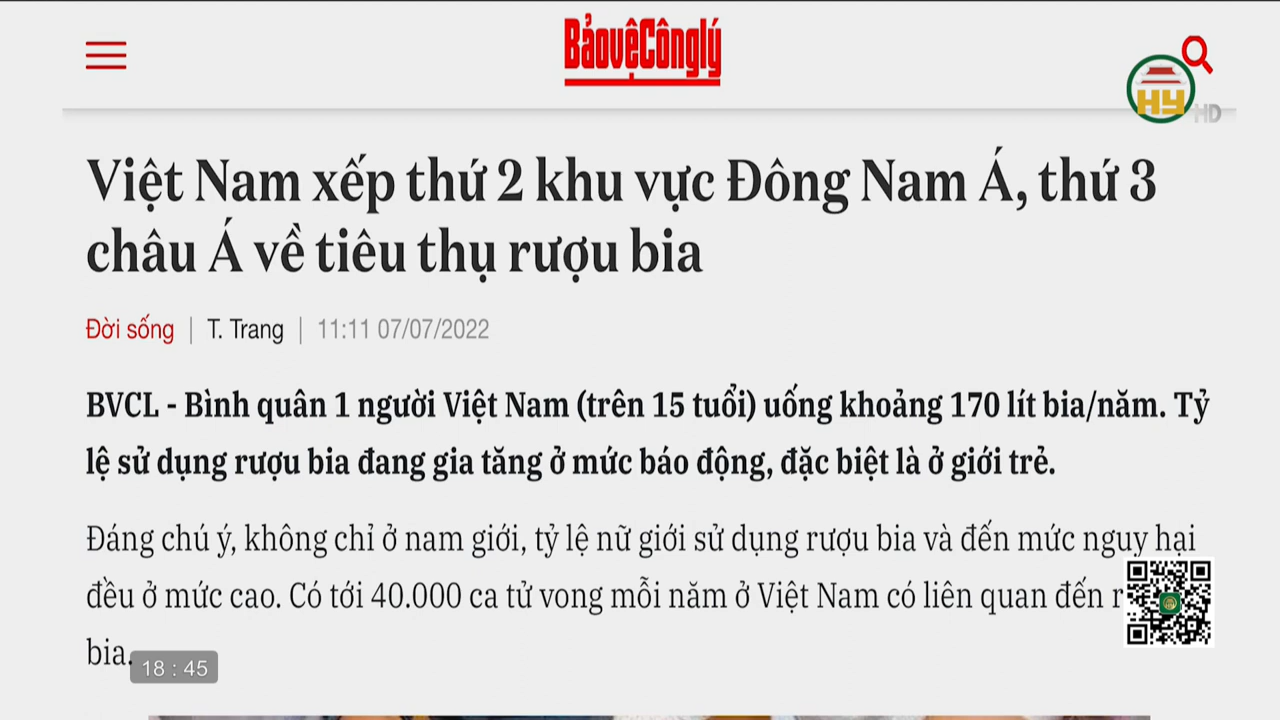 BảovệCônglý
HY HD
Việt Nam xếp thứ 2 khu vực Đông Nam Á, thứ 3
châu Á về tiêu thụ rượu bia
Đời sống | T. Trang | 11:11 07/07/2022
BVCL - Bình quân 1 người Việt Nam (trên 15 tuổi) uống khoảng 170 lít bia/năm. Tỷ
lệ sử dụng rượu bia đang gia tăng ở mức báo động, đặc biệt là ở giới trẻ.
Đáng chú ý, không chỉ ở nam giới, tỷ lệ nữ giới sử dụng rượu bia và đến mức nguy hại
đều ở mức cao. Có tới 40.000 ca tử vong mỗi năm ở Việt Nam có liên quan đến
bia.
18 : 45